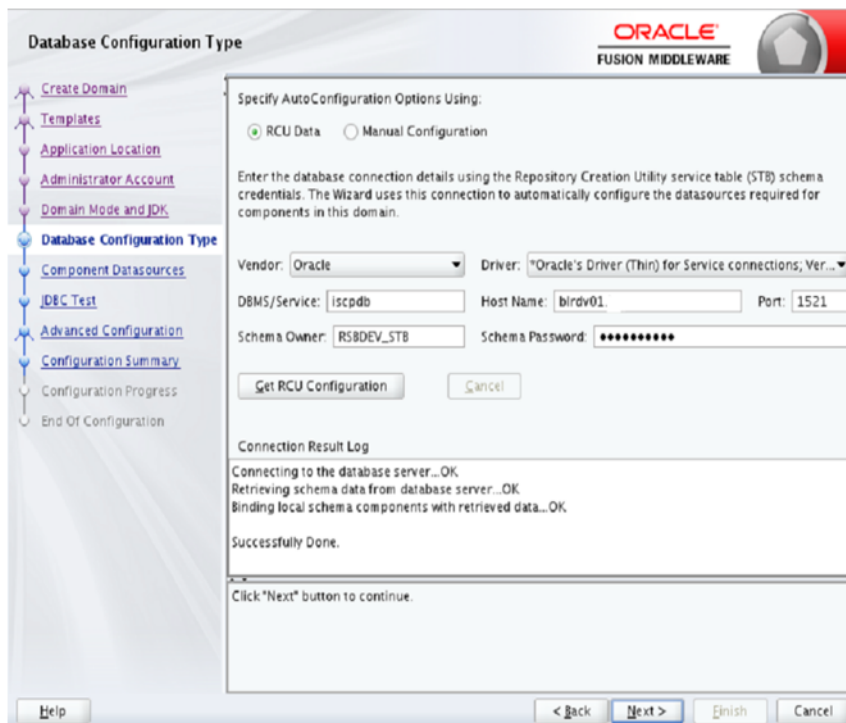 Database Configuration Type
ORACLE
FUSION MIDDLEWARE
Create Domain
Templates
Application Location
Administrator Account
Domain Mode and JDK
Database Configuration Type
Component Datasources
JDBC Test
Advanced Configuration
Configuration Summary
Configuration Progress
End Of Configuration
Specify AutoConfiguration Options Using:
RCU Data Manual Configuration
Enter the database connection details using the Repository Creation Utility service table (STB) schema
credentials. The Wizard uses this connection to automatically configure the datasources required for
components in this domain.
Vendor: Oracle Driver: *Oracle's Driver (Thin) for Service connections; Ver...
DBMS/Service: iscpdb Host Name: blrdv01. Port: 1521
Schema Owner: RSBDEV_STB Schema Password: ●●●●●●●●●●
Get RCU Configuration Cancel
Connection Result Log
Connecting to the database server...OK
Retrieving schema data from database server...OK
Binding local schema components with retrieved data...OK
Successfully Done.
Click "Next" button to continue.
Help < Back Next > Finish Cancel